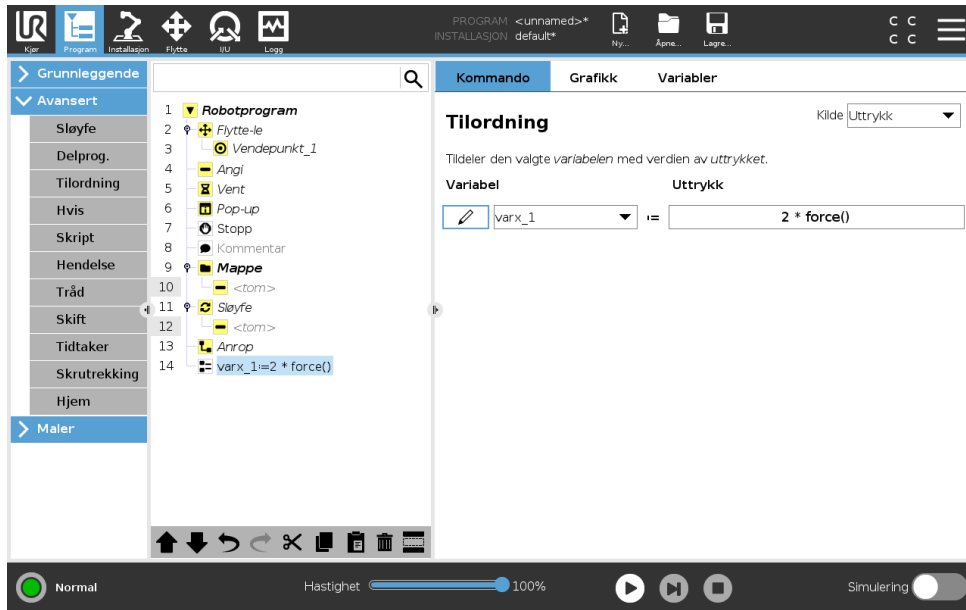 PROGRAM <unnamed>*
INSTALLASJON default*
UR
Kjør
Program
Installasjon
Flytte
I/U
Logg
Ny...
Åpne...
Lagre...
C C
C C
Grunnleggende
Avansert
Sløyfe
Delprog.
Tilordning
Hvis
Skript
Hendelse
Tråd
Skift
Tidtaker
Skrutrekking
Hjem
Maler
1 Robotprogram
2 Flytte-le
3 Vendepunkt_1
4 Angi
5 Vent
6 Pop-up
7 Stopp
8 Kommentar
9 Mappe
10 <tom>
11 Sløyfe
12 <tom>
13 Anrop
14 varx_1:=2 * force()
Kommando Grafikk Variabler
Tilordning
Kilde Uttrykk
Tildeler den valgte variabelen med verdien av uttrykket.
Variabel Uttrykk
varx_1 := 2 * force()
Normal
Hastighet 100%
Simulering